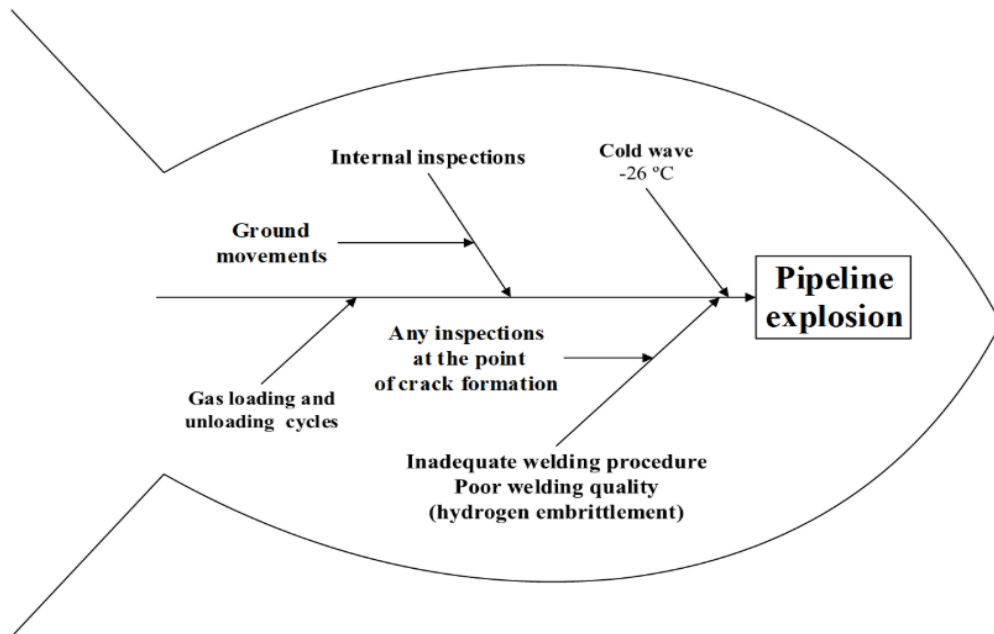 Internal inspections
Cold wave
-26 ºC
Ground
movements
Pipeline
explosion
Any inspections
at the point
of crack formation
Gas loading and
unloading cycles
Inadequate welding procedure
Poor welding quality
(hydrogen embrittlement)